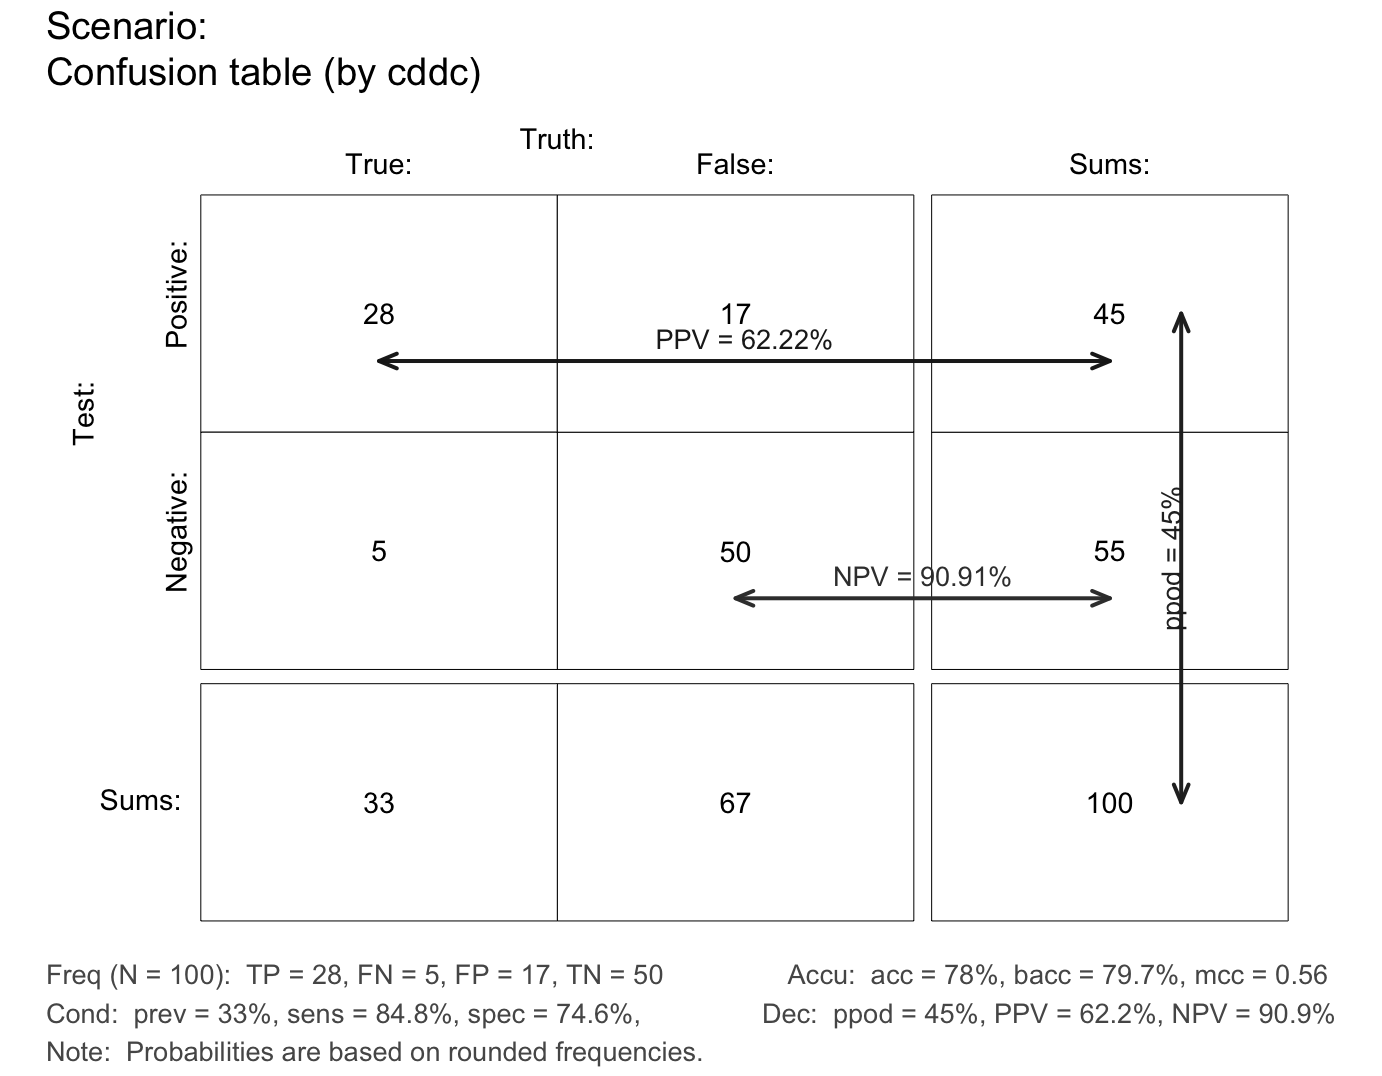 Scenario:
Confusion table (by cddc)
Truth:
True: False: Sums:
Test:
Positive:
28 17 45
PPV = 62.22%
Negative:
5 50 55
NPV = 90.91%
ppod = 45%
Sums: 33 67 100
Freq (N = 100): TP = 28, FN = 5, FP = 17, TN = 50 Accu: acc = 78%, bacc = 79.7%, mcc = 0.56
Cond: prev = 33%, sens = 84.8%, spec = 74.6%, Dec: ppod = 45%, PPV = 62.2%, NPV = 90.9%
Note: Probabilities are based on rounded frequencies.